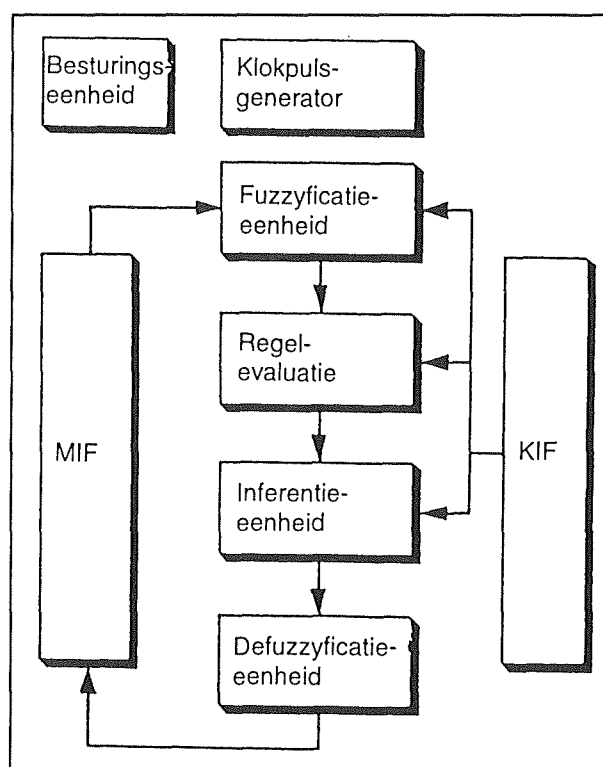 Besturings-
eenheid
Klokpuls-
generator
Fuzzyficatie-
eenheid
Regel-
evaluatie
MIF
KIF
Inferentie-
eenheid
Defuzzyficatie-
eenheid